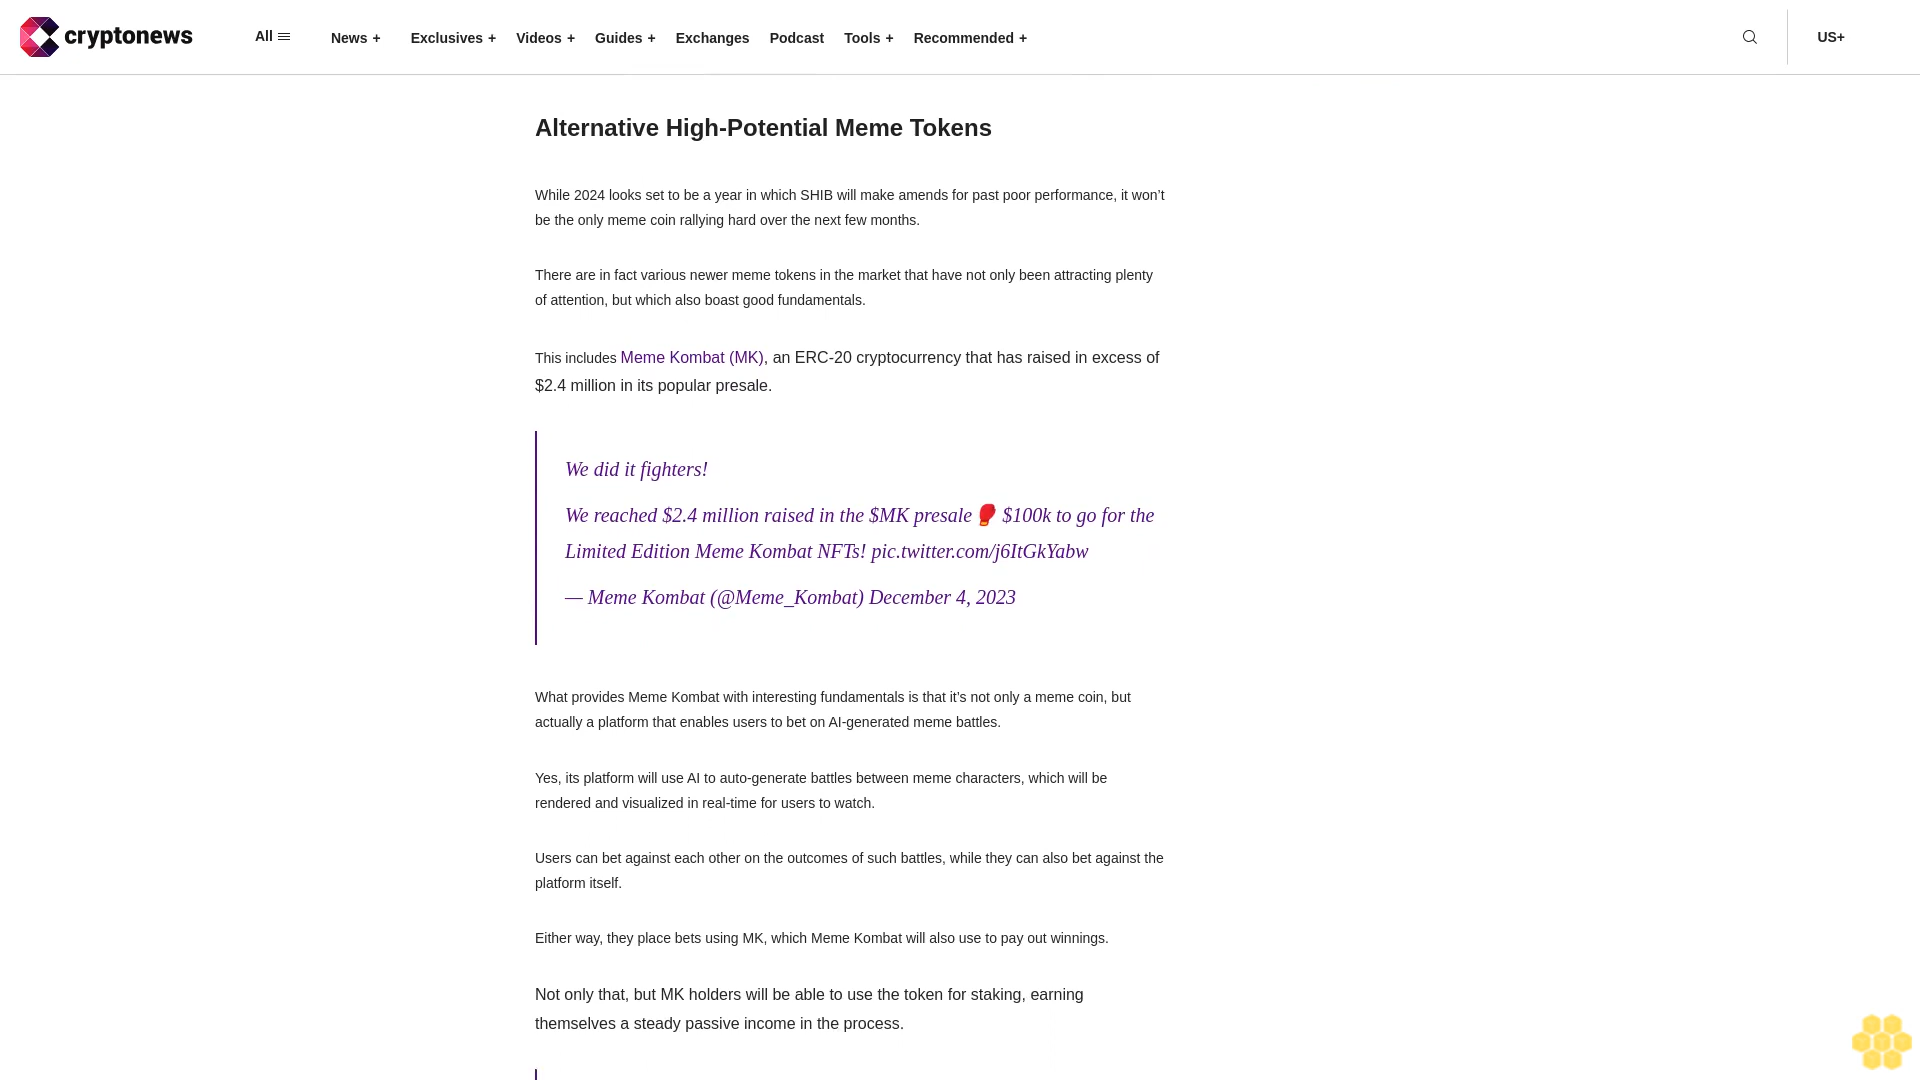 cryptonews
All
News +
Exclusives +
Videos +
Guides +
Exchanges
Podcast
Tools +
Recommended +
US+
Alternative High-Potential Meme Tokens
While 2024 looks set to be a year in which SHIB will make amends for past poor performance, it won’t
be the only meme coin rallying hard over the next few months.
There are in fact various newer meme tokens in the market that have not only been attracting plenty
of attention, but which also boast good fundamentals.
This includes Meme Kombat (MK), an ERC-20 cryptocurrency that has raised in excess of
$2.4 million in its popular presale.
We did it fighters!
We reached $2.4 million raised in the $MK presale🥊 $100k to go for the
Limited Edition Meme Kombat NFTs! pic.twitter.com/j6ItGkYabw
— Meme Kombat (@Meme_Kombat) December 4, 2023
What provides Meme Kombat with interesting fundamentals is that it’s not only a meme coin, but
actually a platform that enables users to bet on AI-generated meme battles.
Yes, its platform will use AI to auto-generate battles between meme characters, which will be
rendered and visualized in real-time for users to watch.
Users can bet against each other on the outcomes of such battles, while they can also bet against the
platform itself.
Either way, they place bets using MK, which Meme Kombat will also use to pay out winnings.
Not only that, but MK holders will be able to use the token for staking, earning
themselves a steady passive income in the process.